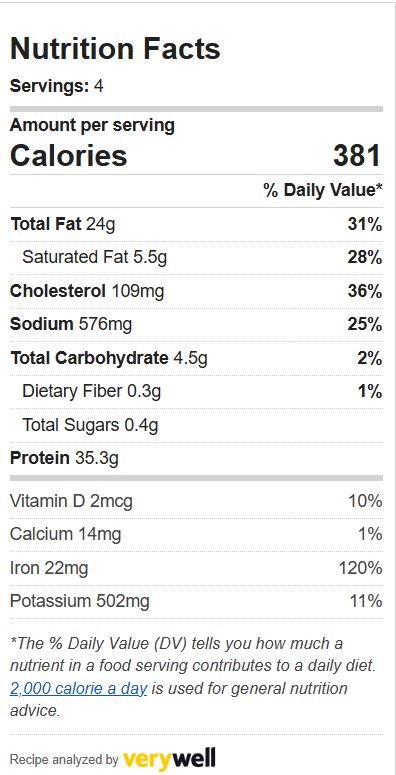 Nutrition Facts
Servings: 4
Amount per serving
Calories 381
% Daily Value*
Total Fat 24g 31%
Saturated Fat 5.5g 28%
Cholesterol 109mg 36%
Sodium 576mg 25%
Total Carbohydrate 4.5g 2%
Dietary Fiber 0.3g 1%
Total Sugars 0.4g
Protein 35.3g
Vitamin D 2mcg 10%
Calcium 14mg 1%
Iron 22mg 120%
Potassium 502mg 11%
*The % Daily Value (DV) tells you how much a
nutrient in a food serving contributes to a daily diet.
2,000 calorie a day is used for general nutrition
advice.
Recipe analyzed by verywell